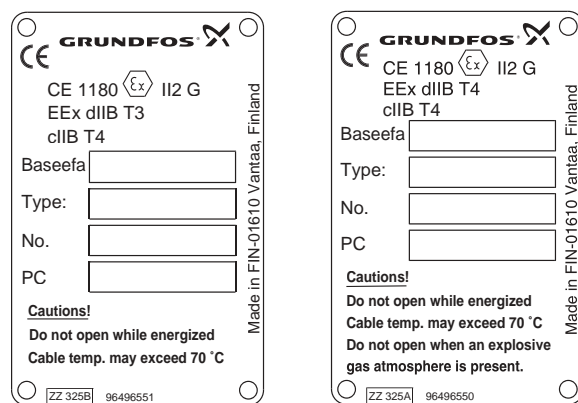 GRUNDFOS
CE
CE 1180 Ex II2 G
EEx dIIB T3
cIIB T4
Baseefa
Type:
No.
PC
Made in FIN-01610 Vantaa, Finland
Cautions!
Do not open while energized
Cable temp. may exceed 70 ˚C
ZZ 325B 96496551
GRUNDFOS
CE
CE 1180 Ex II2 G
EEx dIIB T4
cIIB T4
Baseefa
Type:
No.
PC
Made in FIN-01610 Vantaa, Finland
Cautions!
Do not open while energized
Cable temp. may exceed 70 ˚C
Do not open when an explosive
gas atmosphere is present.
ZZ 325A 96496550